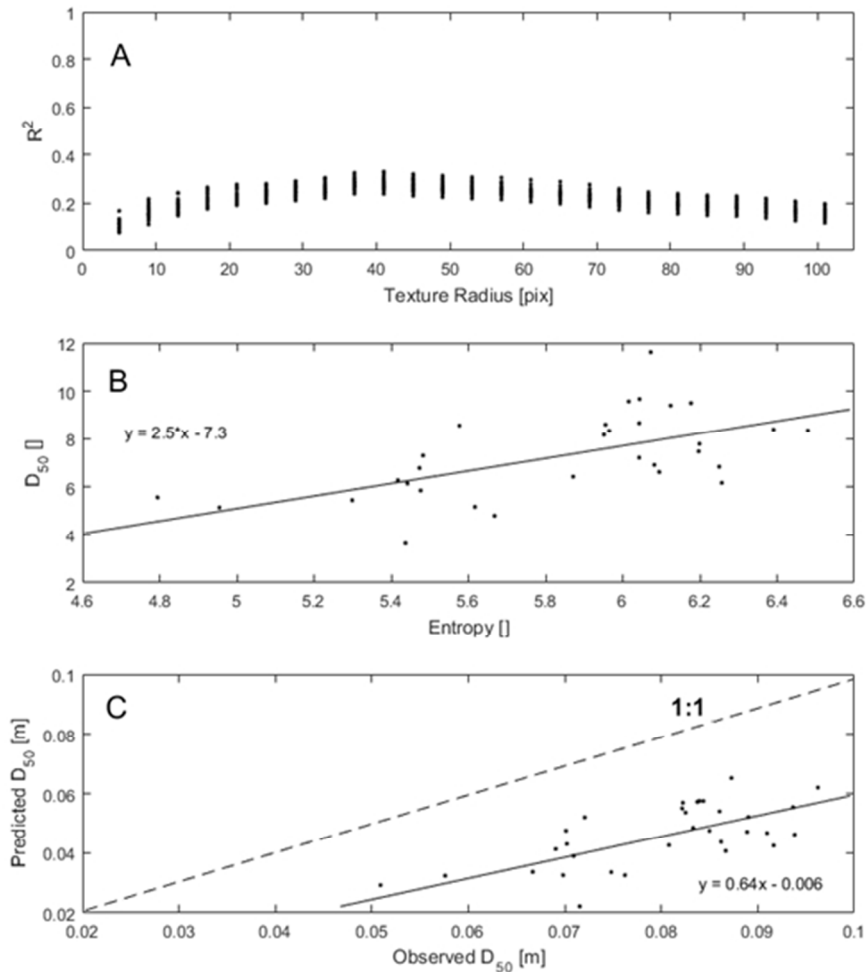 A
R²
1
0.8
0.6
0.4
0.2
0
0 10 20 30 40 50 60 70 80 90 100
Texture Radius [pix]
B
D₅₀ []
12
10
8
6
4
2
y = 2.5*x - 7.3
4.6 4.8 5 5.2 5.4 5.6 5.8 6 6.2 6.4 6.6
Entropy []
C
Predicted D₅₀ [m]
0.1
0.08
0.06
0.04
0.02
1:1
y = 0.64x - 0.006
0.02 0.03 0.04 0.05 0.06 0.07 0.08 0.09 0.1
Observed D₅₀ [m]